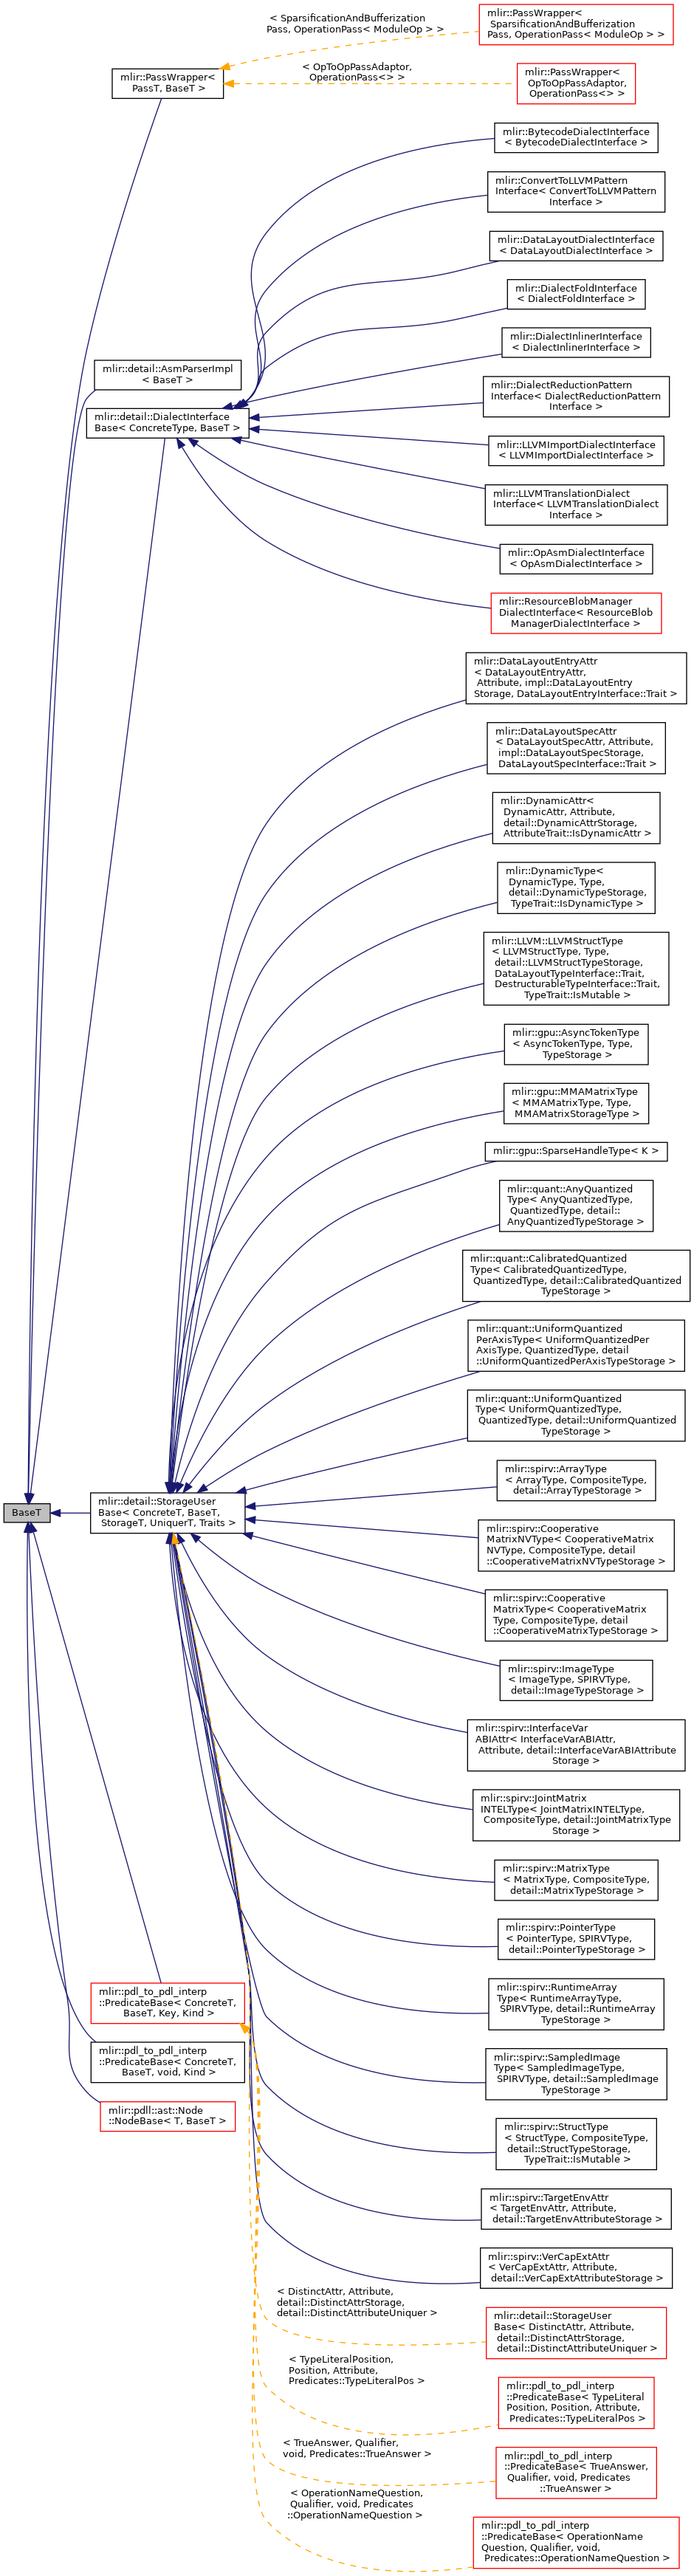 < SparsificationAndBufferization
Pass, OperationPass< ModuleOp > >
mlir::PassWrapper<
SparsificationAndBufferization
Pass, OperationPass< ModuleOp > >
mlir::PassWrapper<
PassT, BaseT >
< OpToOpPassAdaptor,
OperationPass<> >
mlir::PassWrapper<
OpToOpPassAdaptor,
OperationPass<> >
mlir::BytecodeDialectInterface
< BytecodeDialectInterface >
mlir::ConvertToLLVMPattern
Interface< ConvertToLLVMPattern
Interface >
mlir::DataLayoutDialectInterface
< DataLayoutDialectInterface >
mlir::DialectFoldInterface
< DialectFoldInterface >
mlir::DialectInlinerInterface
< DialectInlinerInterface >
mlir::detail::AsmParserImpl
< BaseT >
mlir::DialectReductionPattern
Interface< DialectReductionPattern
Interface >
mlir::detail::DialectInterface
Base< ConcreteType, BaseT >
mlir::LLVMImportDialectInterface
< LLVMImportDialectInterface >
mlir::LLVMTranslationDialect
Interface< LLVMTranslationDialect
Interface >
mlir::OpAsmDialectInterface
< OpAsmDialectInterface >
mlir::ResourceBlobManager
DialectInterface< ResourceBlob
ManagerDialectInterface >
mlir::DataLayoutEntryAttr
< DataLayoutEntryAttr,
Attribute, impl::DataLayoutEntry
Storage, DataLayoutEntryInterface::Trait >
mlir::DataLayoutSpecAttr
< DataLayoutSpecAttr, Attribute,
impl::DataLayoutSpecStorage,
DataLayoutSpecInterface::Trait >
mlir::DynamicAttr<
DynamicAttr, Attribute,
detail::DynamicAttrStorage,
AttributeTrait::IsDynamicAttr >
mlir::DynamicType<
DynamicType, Type,
detail::DynamicTypeStorage,
TypeTrait::IsDynamicType >
mlir::LLVM::LLVMStructType
< LLVMStructType, Type,
detail::LLVMStructTypeStorage,
DataLayoutTypeInterface::Trait,
DestructurableTypeInterface::Trait,
TypeTrait::IsMutable >
mlir::gpu::AsyncTokenType
< AsyncTokenType, Type,
TypeStorage >
mlir::gpu::MMAMatrixType
< MMAMatrixType, Type,
MMAMatrixStorageType >
mlir::gpu::SparseHandleType< K >
mlir::quant::AnyQuantized
Type< AnyQuantizedType,
QuantizedType, detail::
AnyQuantizedTypeStorage >
mlir::quant::CalibratedQuantized
Type< CalibratedQuantizedType,
QuantizedType, detail::CalibratedQuantized
TypeStorage >
mlir::quant::UniformQuantized
PerAxisType< UniformQuantizedPer
AxisType, QuantizedType, detail
::UniformQuantizedPerAxisTypeStorage >
mlir::quant::UniformQuantized
Type< UniformQuantizedType,
QuantizedType, detail::UniformQuantized
TypeStorage >
mlir::spirv::ArrayType
< ArrayType, CompositeType,
detail::ArrayTypeStorage >
BaseT
mlir::detail::StorageUser
Base< ConcreteT, BaseT,
StorageT, UniquerT, Traits >
mlir::spirv::Cooperative
MatrixNVType< CooperativeMatrix
NVType, CompositeType, detail
::CooperativeMatrixNVTypeStorage >
mlir::spirv::Cooperative
MatrixType< CooperativeMatrix
Type, CompositeType, detail
::CooperativeMatrixTypeStorage >
mlir::spirv::ImageType
< ImageType, SPIRVType,
detail::ImageTypeStorage >
mlir::spirv::InterfaceVar
ABIAttr< InterfaceVarABIAttr,
Attribute, detail::InterfaceVarABIAttribute
Storage >
mlir::spirv::JointMatrix
INTELType< JointMatrixINTELType,
CompositeType, detail::JointMatrixType
Storage >
mlir::spirv::MatrixType
< MatrixType, CompositeType,
detail::MatrixTypeStorage >
mlir::spirv::PointerType
< PointerType, SPIRVType,
detail::PointerTypeStorage >
mlir::pdl_to_pdl_interp
::PredicateBase< ConcreteT,
BaseT, Key, Kind >
mlir::spirv::RuntimeArray
Type< RuntimeArrayType,
SPIRVType, detail::RuntimeArray
TypeStorage >
mlir::pdl_to_pdl_interp
::PredicateBase< ConcreteT,
BaseT, void, Kind >
mlir::spirv::SampledImage
Type< SampledImageType,
SPIRVType, detail::SampledImage
TypeStorage >
mlir::pdll::ast::Node
::NodeBase< T, BaseT >
mlir::spirv::StructType
< StructType, CompositeType,
detail::StructTypeStorage,
TypeTrait::IsMutable >
mlir::spirv::TargetEnvAttr
< TargetEnvAttr, Attribute,
detail::TargetEnvAttributeStorage >
mlir::spirv::VerCapExtAttr
< VerCapExtAttr, Attribute,
detail::VerCapExtAttributeStorage >
< DistinctAttr, Attribute,
detail::DistinctAttrStorage,
detail::DistinctAttributeUniquer >
mlir::detail::StorageUser
Base< DistinctAttr, Attribute,
detail::DistinctAttrStorage,
detail::DistinctAttributeUniquer >
< TypeLiteralPosition,
Position, Attribute,
Predicates::TypeLiteralPos >
mlir::pdl_to_pdl_interp
::PredicateBase< TypeLiteral
Position, Position, Attribute,
Predicates::TypeLiteralPos >
< TrueAnswer, Qualifier,
void, Predicates::TrueAnswer >
mlir::pdl_to_pdl_interp
::PredicateBase< TrueAnswer,
Qualifier, void, Predicates
::TrueAnswer >
< OperationNameQuestion,
Qualifier, void, Predicates
::OperationNameQuestion >
mlir::pdl_to_pdl_interp
::PredicateBase< OperationName
Question, Qualifier, void,
Predicates::OperationNameQuestion >